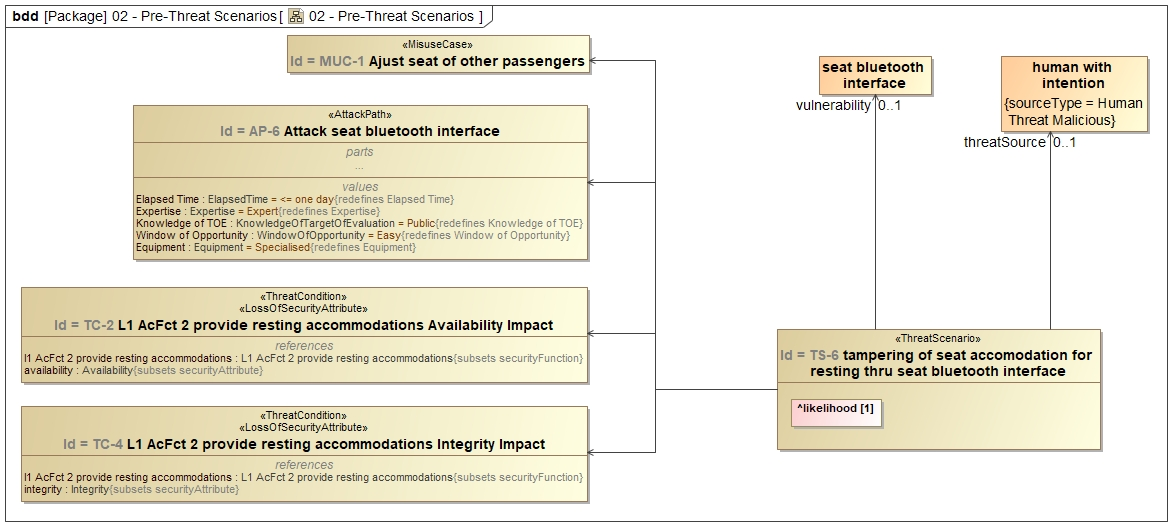 bdd [Package] 02 - Pre-Threat Scenarios [ 02 - Pre-Threat Scenarios ]
«MisuseCase»
Id = MUC-1 Ajust seat of other passengers
«AttackPath»
Id = AP-6 Attack seat bluetooth interface
parts
...
values
Elapsed Time : ElapsedTime = <= one day{redefines Elapsed Time}
Expertise : Expertise = Expert{redefines Expertise}
Knowledge of TOE : KnowledgeOfTargetOfEvaluation = Public{redefines Knowledge of TOE}
Window of Opportunity : WindowOfOpportunity = Easy{redefines Window of Opportunity}
Equipment : Equipment = Specialised{redefines Equipment}
«ThreatCondition»
«LossOfSecurityAttribute»
Id = TC-2 L1 AcFct 2 provide resting accommodations Availability Impact
references
l1 AcFct 2 provide resting accommodations : L1 AcFct 2 provide resting accommodations{subsets securityFunction}
availability : Availability{subsets securityAttribute}
«ThreatCondition»
«LossOfSecurityAttribute»
Id = TC-4 L1 AcFct 2 provide resting accommodations Integrity Impact
references
l1 AcFct 2 provide resting accommodations : L1 AcFct 2 provide resting accommodations{subsets securityFunction}
integrity : Integrity{subsets securityAttribute}
seat bluetooth
interface
vulnerability 0..1
human with
intention
{sourceType = Human
Threat Malicious}
threatSource 0..1
«ThreatScenario»
Id = TS-6 tampering of seat accomodation for
resting thru seat bluetooth interface
^likelihood [1]